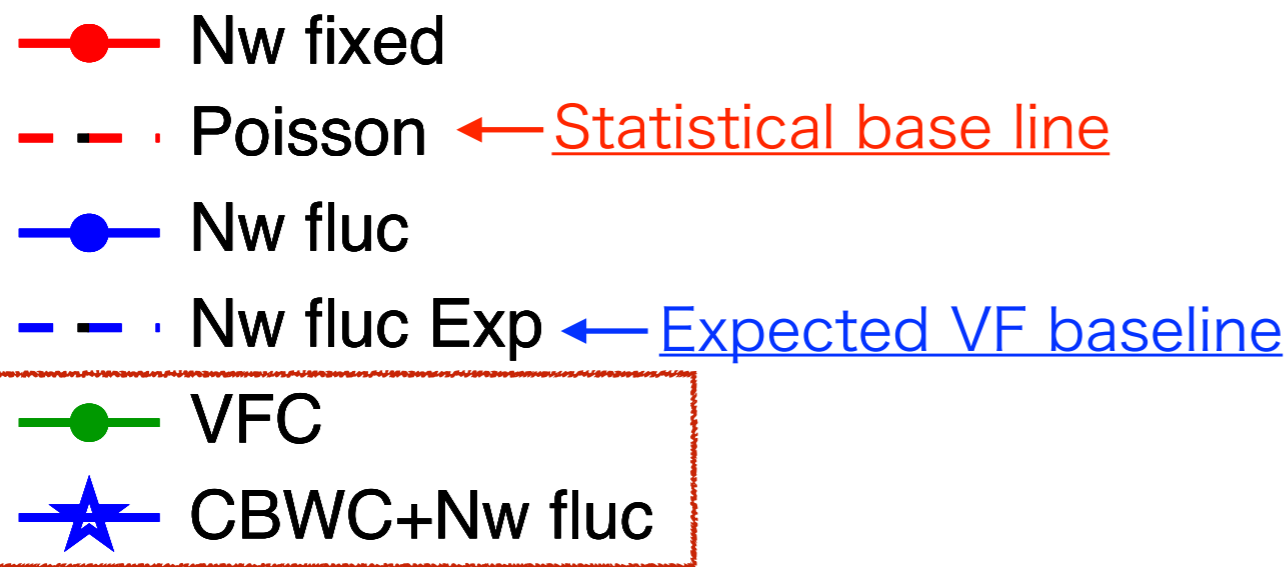 Nw fixed
Poisson Statistical base line
Nw fluc
Nw fluc Exp Expected VF baseline
VFC
CBWC+Nw fluc